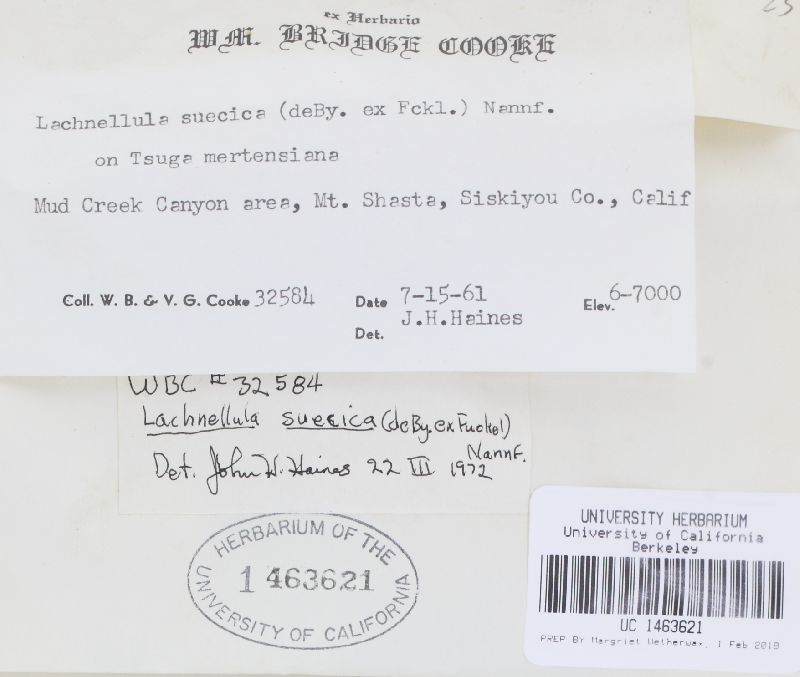 ex Herbario
WM. BRIDGE COOKE
Lachnellula suecica (deBy. ex Fckl.) Nannf.
on Tsuga mertensiana
Mud Creek Canyon area, Mt. Shasta, Siskiyou Co., Calif
Coll. W. B. & V. G. Cooke 32584 Date 7-15-61 Elev. 6-7000
Det. J.H.Haines
WBC # 32584
Lachnellula suecica (deBy. ex Fuckel)
Nannf.
Det. John H. Haines 22 III 1972
HERBARIUM OF THE
1463621
UNIVERSITY OF CALIFORNIA
UNIVERSITY HERBARIUM
University of California
Berkeley
UC 1463621
PREP BY Margriet Wetherwax, 1 Feb 2019